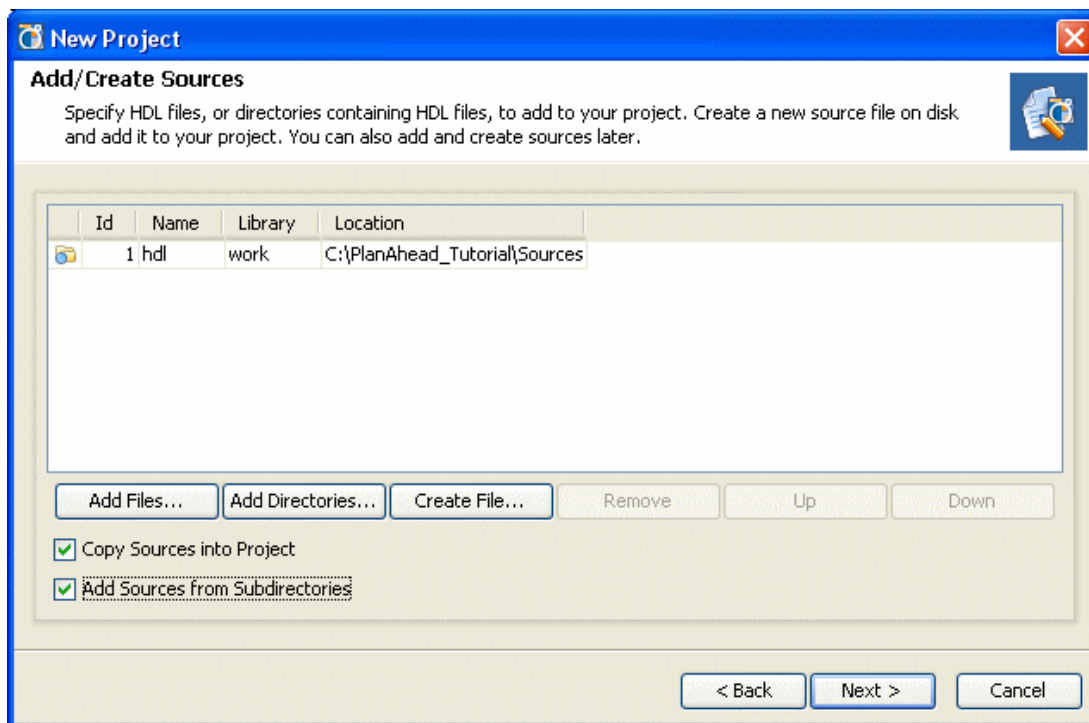 New Project
Add/Create Sources
Specify HDL files, or directories containing HDL files, to add to your project. Create a new source file on disk
and add it to your project. You can also add and create sources later.
Id Name Library Location
1 hdl work C:\PlanAhead_Tutorial\Sources
Add Files... Add Directories... Create File... Remove Up Down
Copy Sources into Project
Add Sources from Subdirectories
< Back Next > Cancel